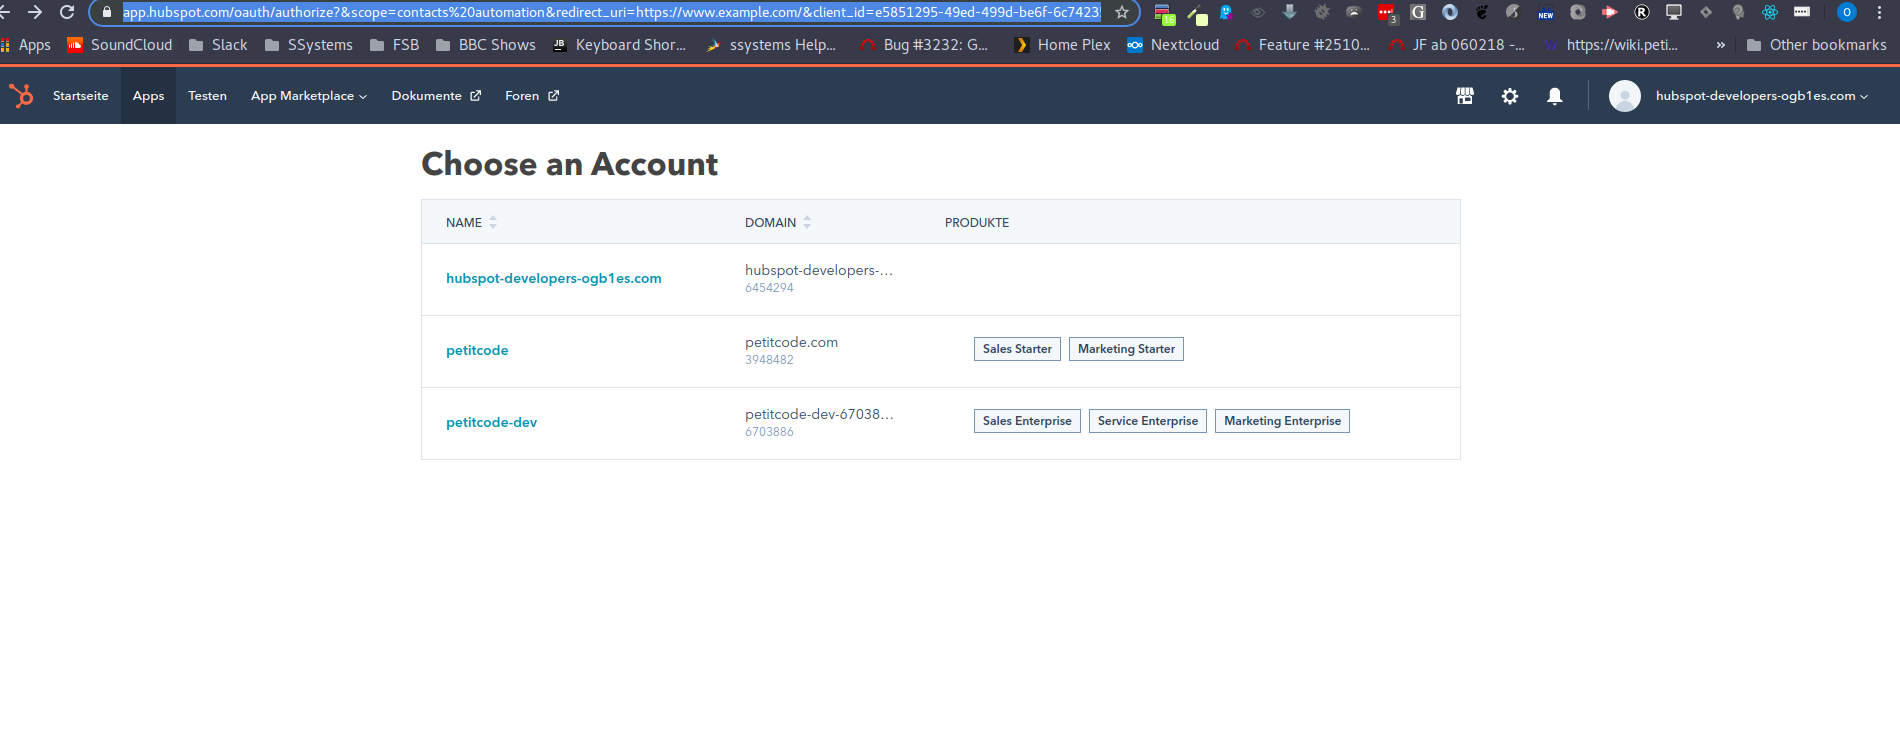 app.hubspot.com/oauth/authorize?&scope=contacts%20automation&redirect_uri=https://www.example.com/&client_id=e5851295-49ed-499d-be6f-6c7423
16 3 G NEW R O
Apps SoundCloud Slack SSystems FSB BBC Shows JB Keyboard Shor... ssystems Help... Bug #3232: G... Home Plex Nextcloud Feature #2510... JF ab 060218 -... https://wiki.peti... » Other bookmarks
Startseite Apps Testen App Marketplace Dokumente Foren hubspot-developers-ogb1es.com
Choose an Account
NAME DOMAIN PRODUKTE
hubspot-developers-ogb1es.com hubspot-developers-...
6454294
petitcode petitcode.com Sales Starter Marketing Starter
3948482
petitcode-dev petitcode-dev-67038... Sales Enterprise Service Enterprise Marketing Enterprise
6703886